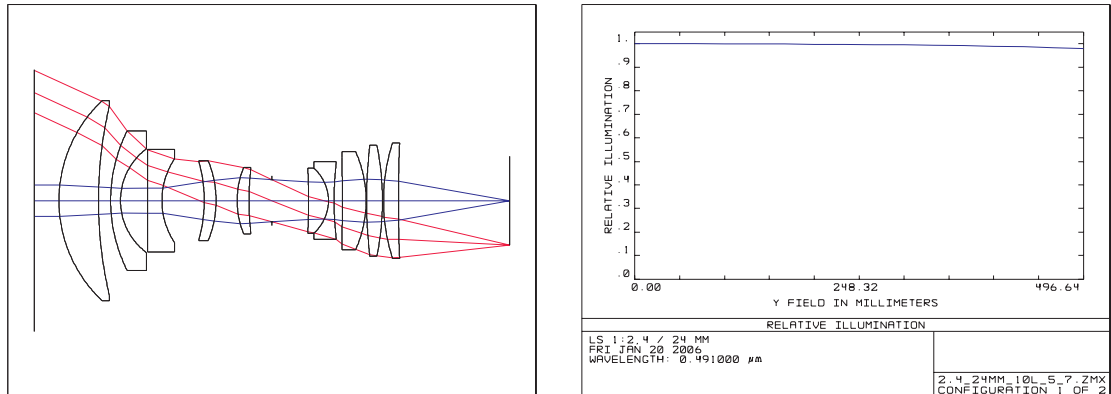 1.
.9
.8
.7
.6
.5
.4
.3
.2
.1
.0
RELATIVE ILLUMINATION
0.00 248.32 496.64
Y FIELD IN MILLIMETERS
RELATIVE ILLUMINATION
LS 1:2,4 / 24 MM
FRI JAN 20 2006
WAVELENGTH: 0.491000 µm
2.4_24MM_10L_5_7.ZMX
CONFIGURATION 1 OF 2